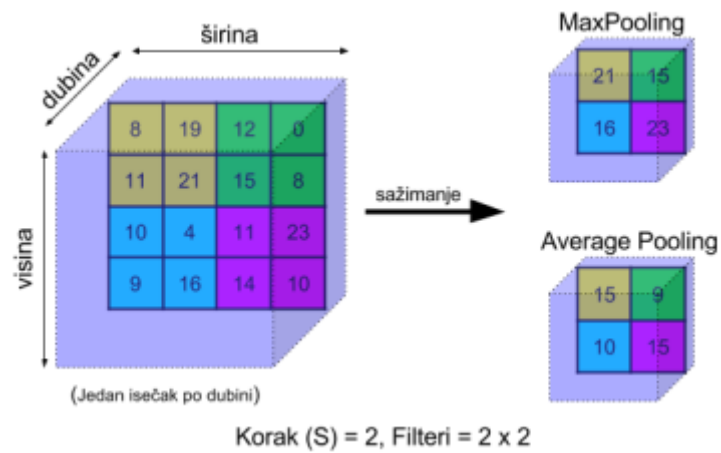 širina
dubina
visina
8 19 12 0
11 21 15 8
10 4 11 23
9 16 14 10
(Jedan isečak po dubini)
sažimanje
MaxPooling
21 15
16 23
Average Pooling
15 9
10 15
Korak (S) = 2, Filteri = 2 x 2